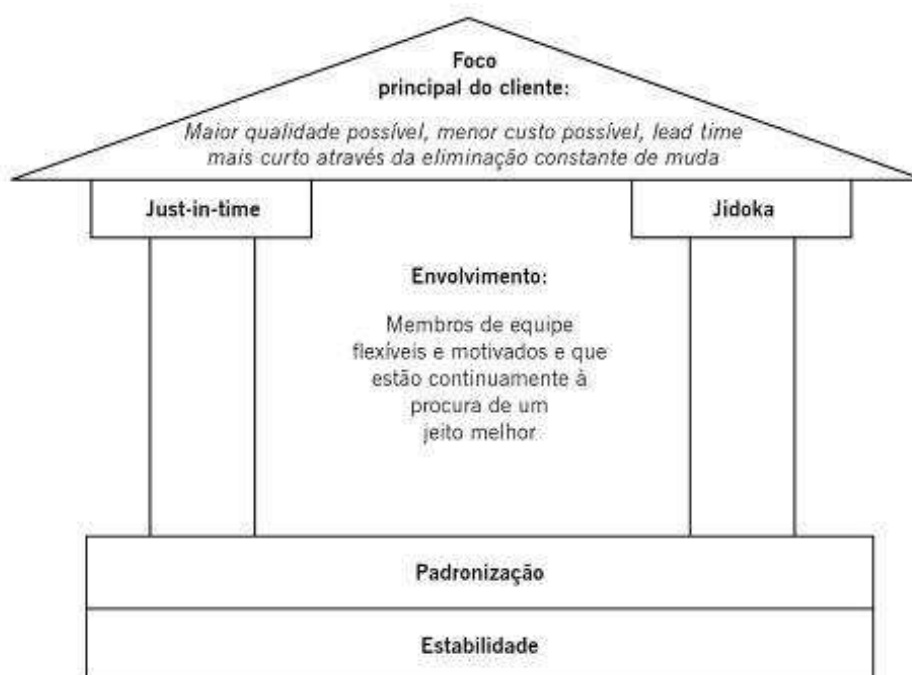 Foco
principal do cliente:
Maior qualidade possível, menor custo possível, lead time
mais curto através da eliminação constante de muda
Just-in-time
Jidoka
Envolvimento:
Membros de equipe
flexíveis e motivados e que
estão continuamente à
procura de um
jeito melhor
Padronização
Estabilidade